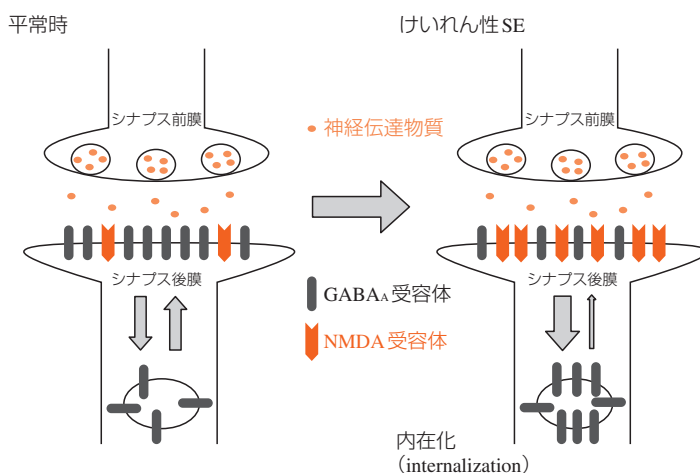 平常時
けいれん性SE
シナプス前膜
神経伝達物質
シナプス前膜
シナプス後膜
GABAA受容体
NMDA受容体
シナプス後膜
内在化
(internalization)